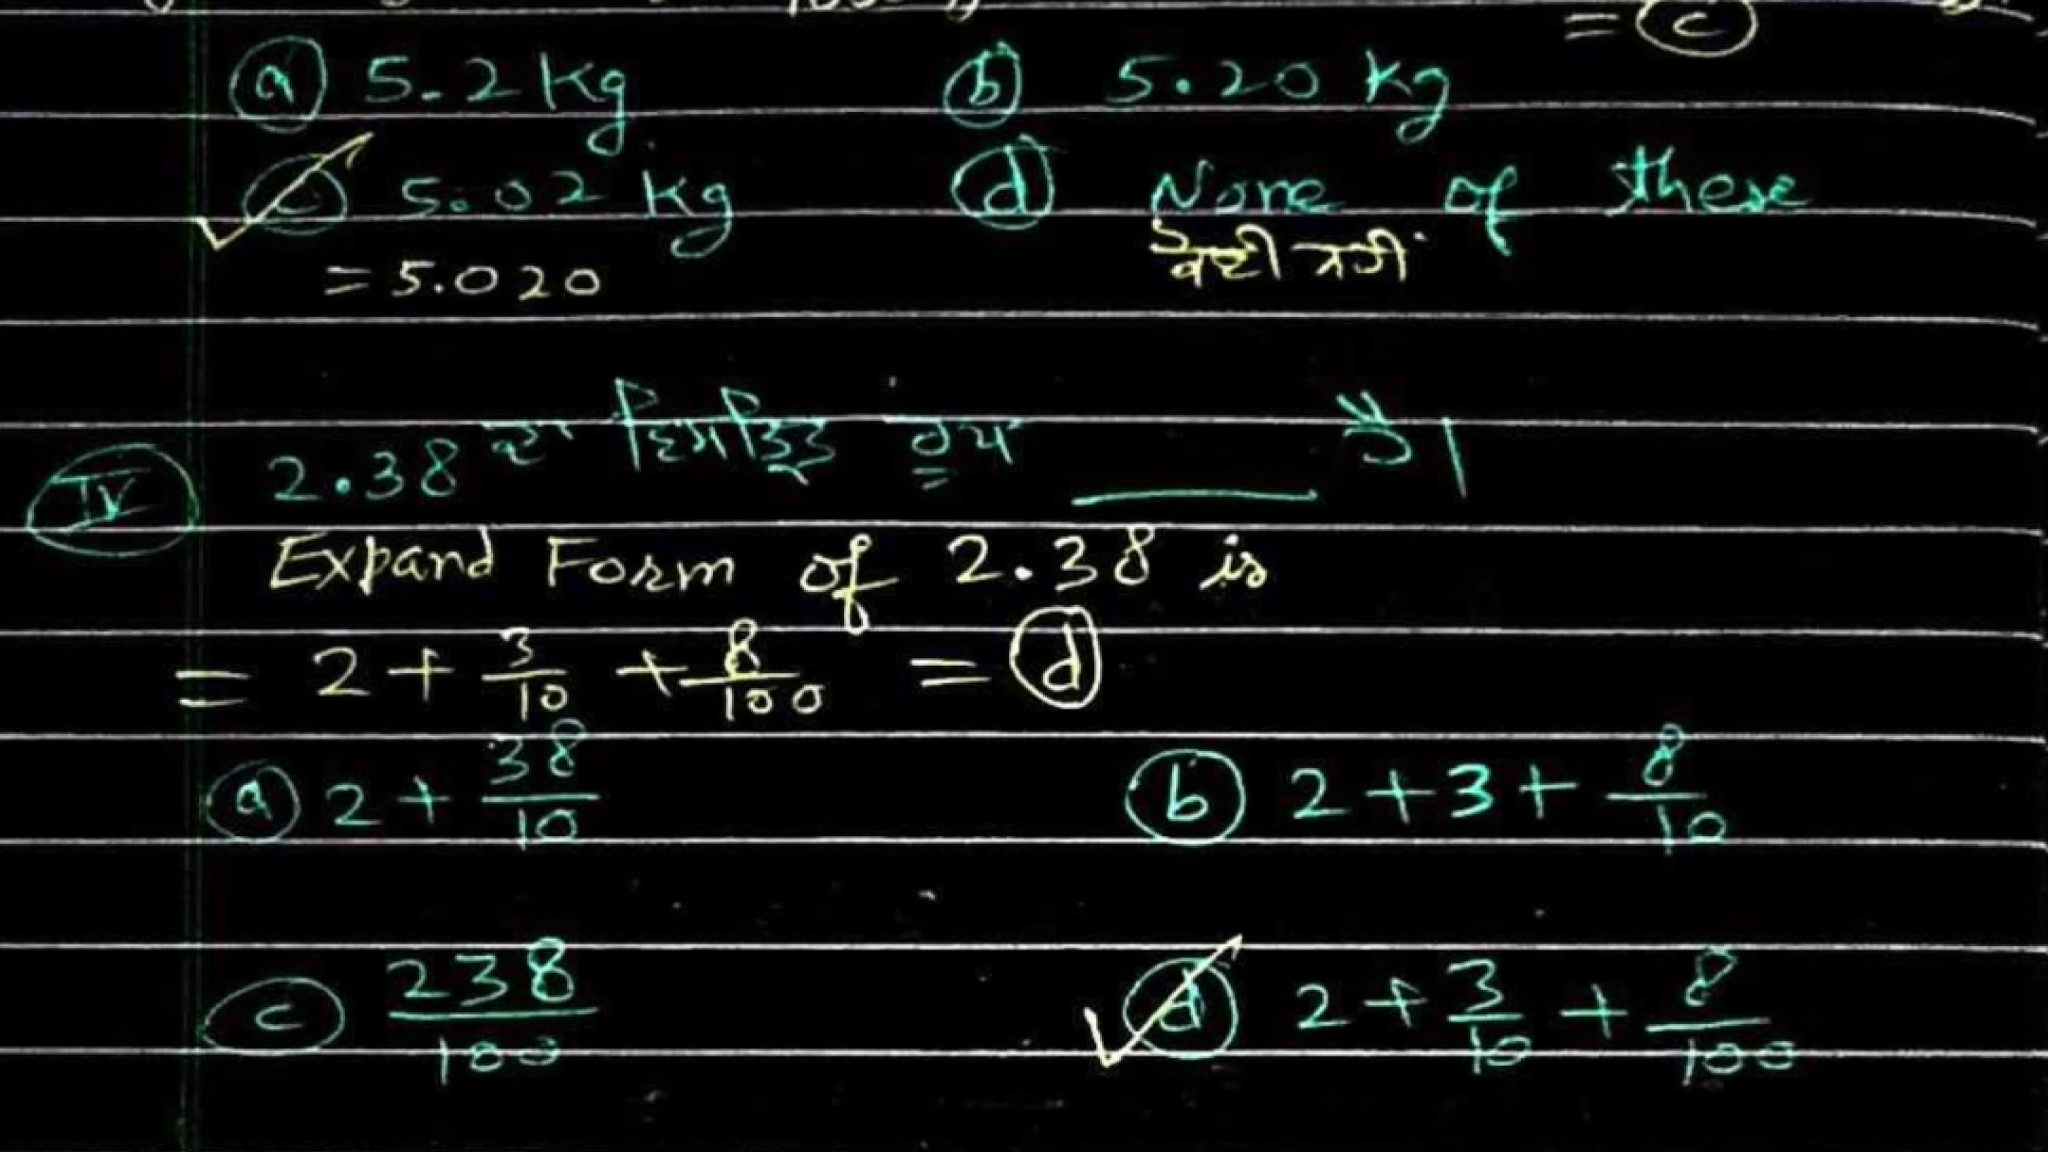 = (c)
(a) 5.2 kg (b) 5.20 kg
(c) 5.02 kg (d) None of these
= 5.020 ਕੋਈ ਨਹੀਂ
(IV) 2.38 ਦਾ ਵਿਸਤ੍ਰਿਤ ਰੂਪ ______ ਹੈ।
Expand Form of 2.38 is
= 2 + 3/10 + 8/100 = (d)
(a) 2 + 38/10 (b) 2 + 3 + 8/10
(c) 238/100 (d) 2 + 3/10 + 8/100